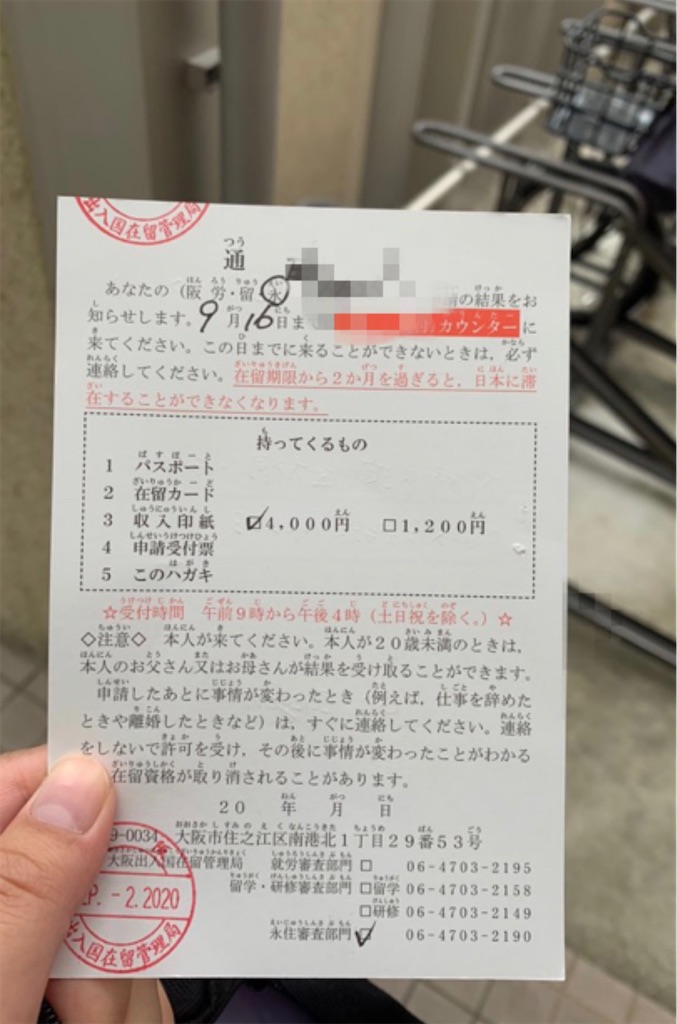 入国在留管理局
通
あなたの（阪労・留・永
の結果をお
知らせします。9月16日ま
カウンターに
来てください。この日までに来ることができないときは，必ず
連絡してください。在留期限から2か月を過ぎると，日本に滞
在することができなくなります。
持ってくるもの
1 パスポート
2 在留カード
3 収入印紙 ☑4,000円 □1,200円
4 申請受付票
5 このハガキ
☆受付時間 午前9時から午後4時（土日祝を除く。）☆
◇注意◇ 本人が来てください。本人が20歳未満のときは，
本人のお父さん又はお母さんが結果を受け取ることができます。
申請したあとに事情が変わったとき（例えば，仕事を辞めた
ときや離婚したときなど）は，すぐに連絡してください。連絡
をしないで許可を受け，その後に事情が変わったことがわかる
在留資格が取り消されることがあります。
20 年 月 日
9-0034 大阪市住之江区南港北1丁目29番53号
大阪出入国在留管理局 就労審査部門 □ 06-4703-2195
留学・研修審査部門 □留学 06-4703-2158
□研修 06-4703-2149
永住審査部門 ☑ 06-4703-2190
P. -2.2020
入国在留管理局